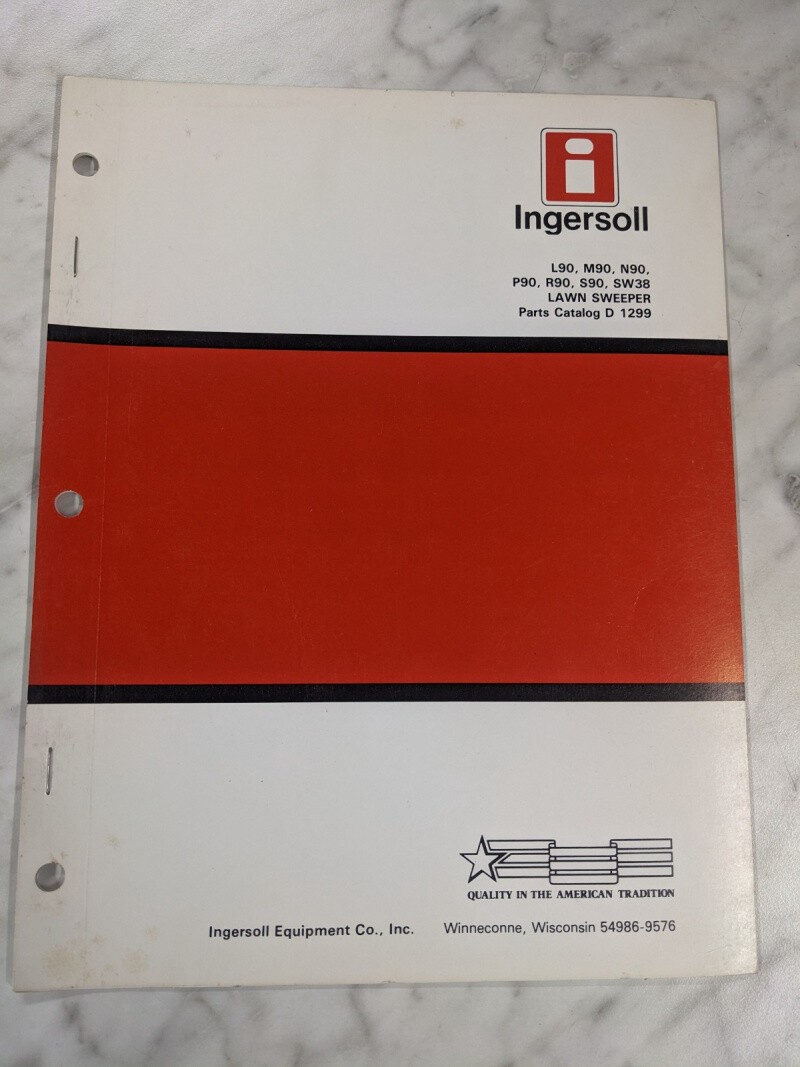 Ingersoll
L90, M90, N90,
P90, R90, S90, SW38
LAWN SWEEPER
Parts Catalog D 1299
QUALITY IN THE AMERICAN TRADITION
Ingersoll Equipment Co., Inc. Winneconne, Wisconsin 54986-9576